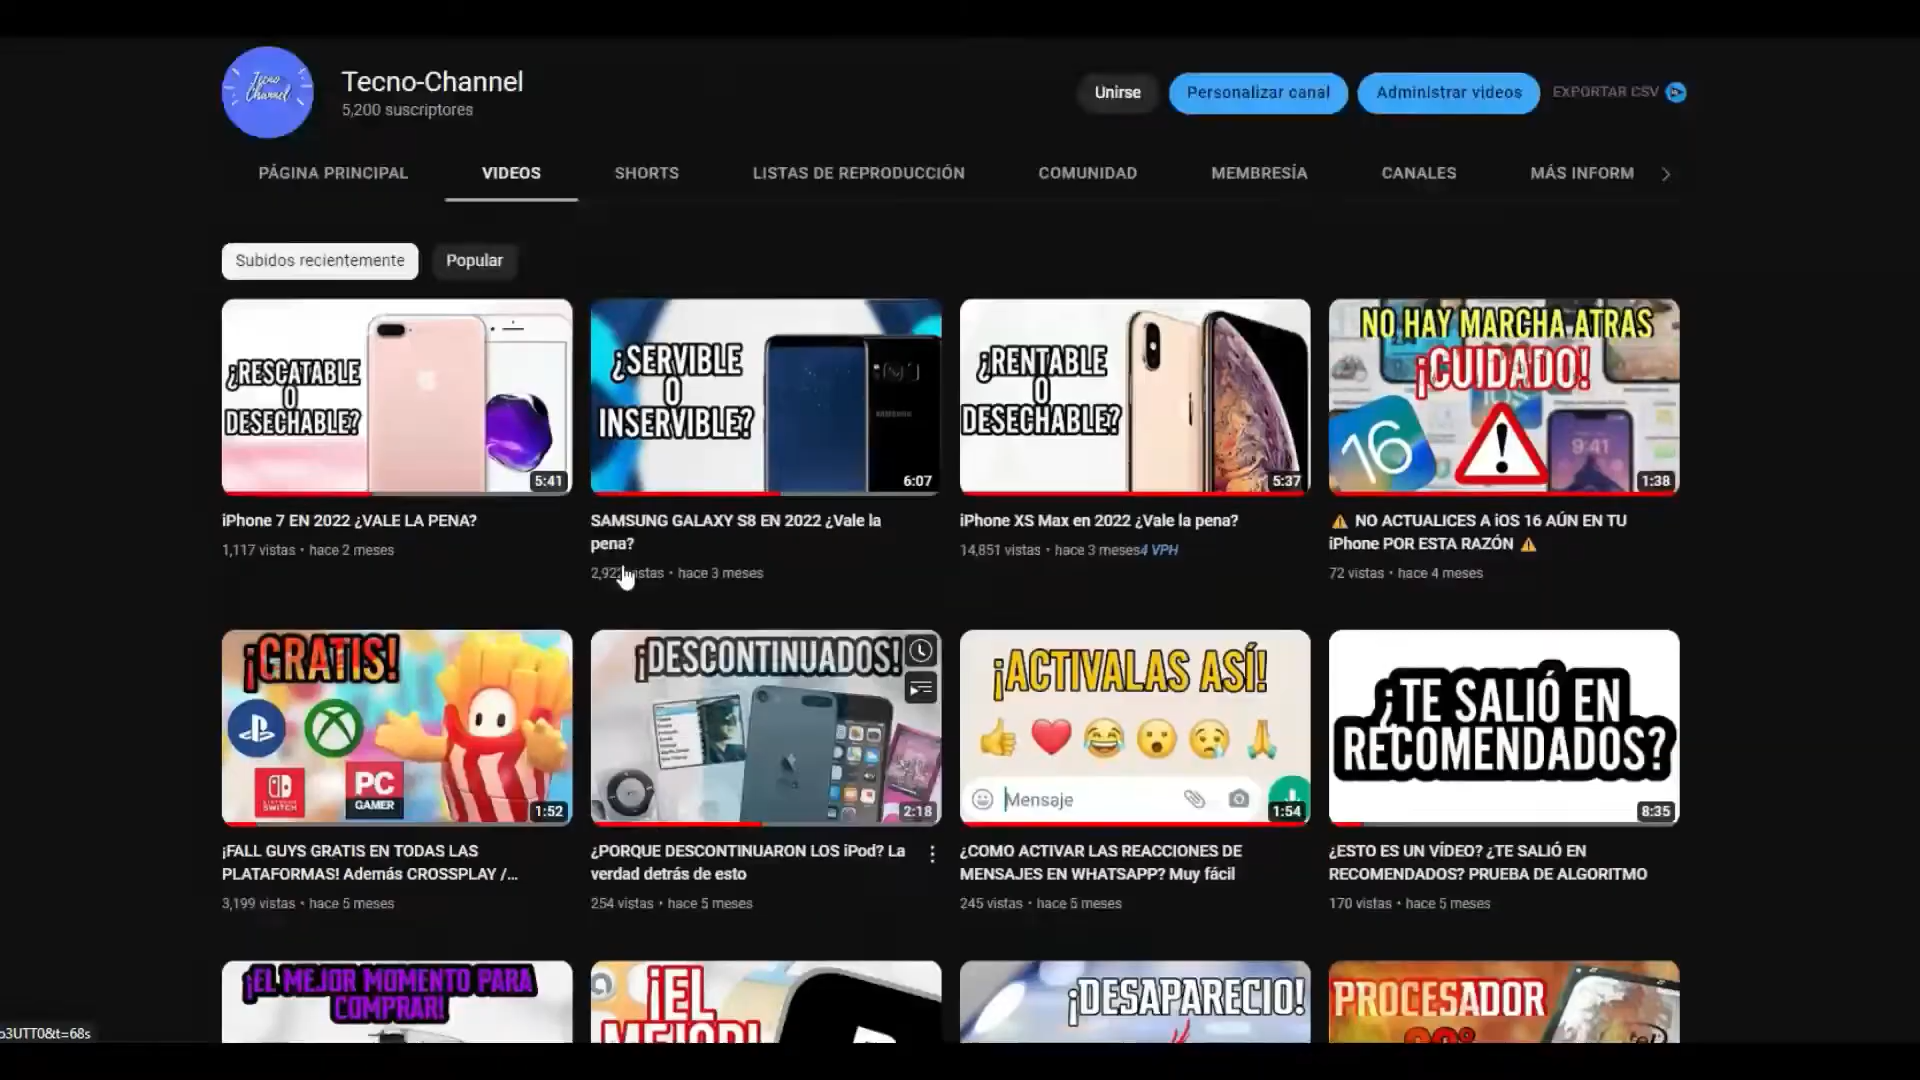 Tecno
Channel
Tecno-Channel
5,200 suscriptores
Unirse
Personalizar canal
Administrar videos
EXPORTAR CSV
PÁGINA PRINCIPAL
VIDEOS
SHORTS
LISTAS DE REPRODUCCIÓN
COMUNIDAD
MEMBRESÍA
CANALES
MÁS INFORM
Subidos recientemente
Popular
¿RESCATABLE
O
DESECHABLE?
5:41
¿SERVIBLE
O
INSERVIBLE?
SAMSUNG
6:07
¿RENTABLE
O
DESECHABLE?
5:37
NO HAY MARCHA ATRAS
¡CUIDADO!
iOS
16
9:41
1:38
iPhone 7 EN 2022 ¿VALE LA PENA?
1,117 vistas • hace 2 meses
SAMSUNG GALAXY S8 EN 2022 ¿Vale la
pena?
2,92 vistas • hace 3 meses
iPhone XS Max en 2022 ¿Vale la pena?
14,851 vistas • hace 3 meses4 VPH
⚠ NO ACTUALICES A iOS 16 AÚN EN TU
iPhone POR ESTA RAZÓN ⚠
72 vistas • hace 4 meses
¡GRATIS!
NINTENDO
SWITCH
PC
GAMER
1:52
¡DESCONTINUADOS!
2:18
¡ACTIVALAS ASÍ!
Mensaje
1:54
¿TE SALIÓ EN
RECOMENDADOS?
8:35
¡FALL GUYS GRATIS EN TODAS LAS
PLATAFORMAS! Además CROSSPLAY /...
3,199 vistas • hace 5 meses
¿PORQUE DESCONTINUARON LOS iPod? La
verdad detrás de esto
254 vistas • hace 5 meses
¿COMO ACTIVAR LAS REACCIONES DE
MENSAJES EN WHATSAPP? Muy fácil
245 vistas • hace 5 meses
¿ESTO ES UN VÍDEO? ¿TE SALIÓ EN
RECOMENDADOS? PRUEBA DE ALGORITMO
170 vistas • hace 5 meses
¡EL MEJOR MOMENTO PARA
COMPRAR!
¡EL
MEJOR!
¡DESAPARECIO!
PROCESADOR
o3UTT0&t=68s